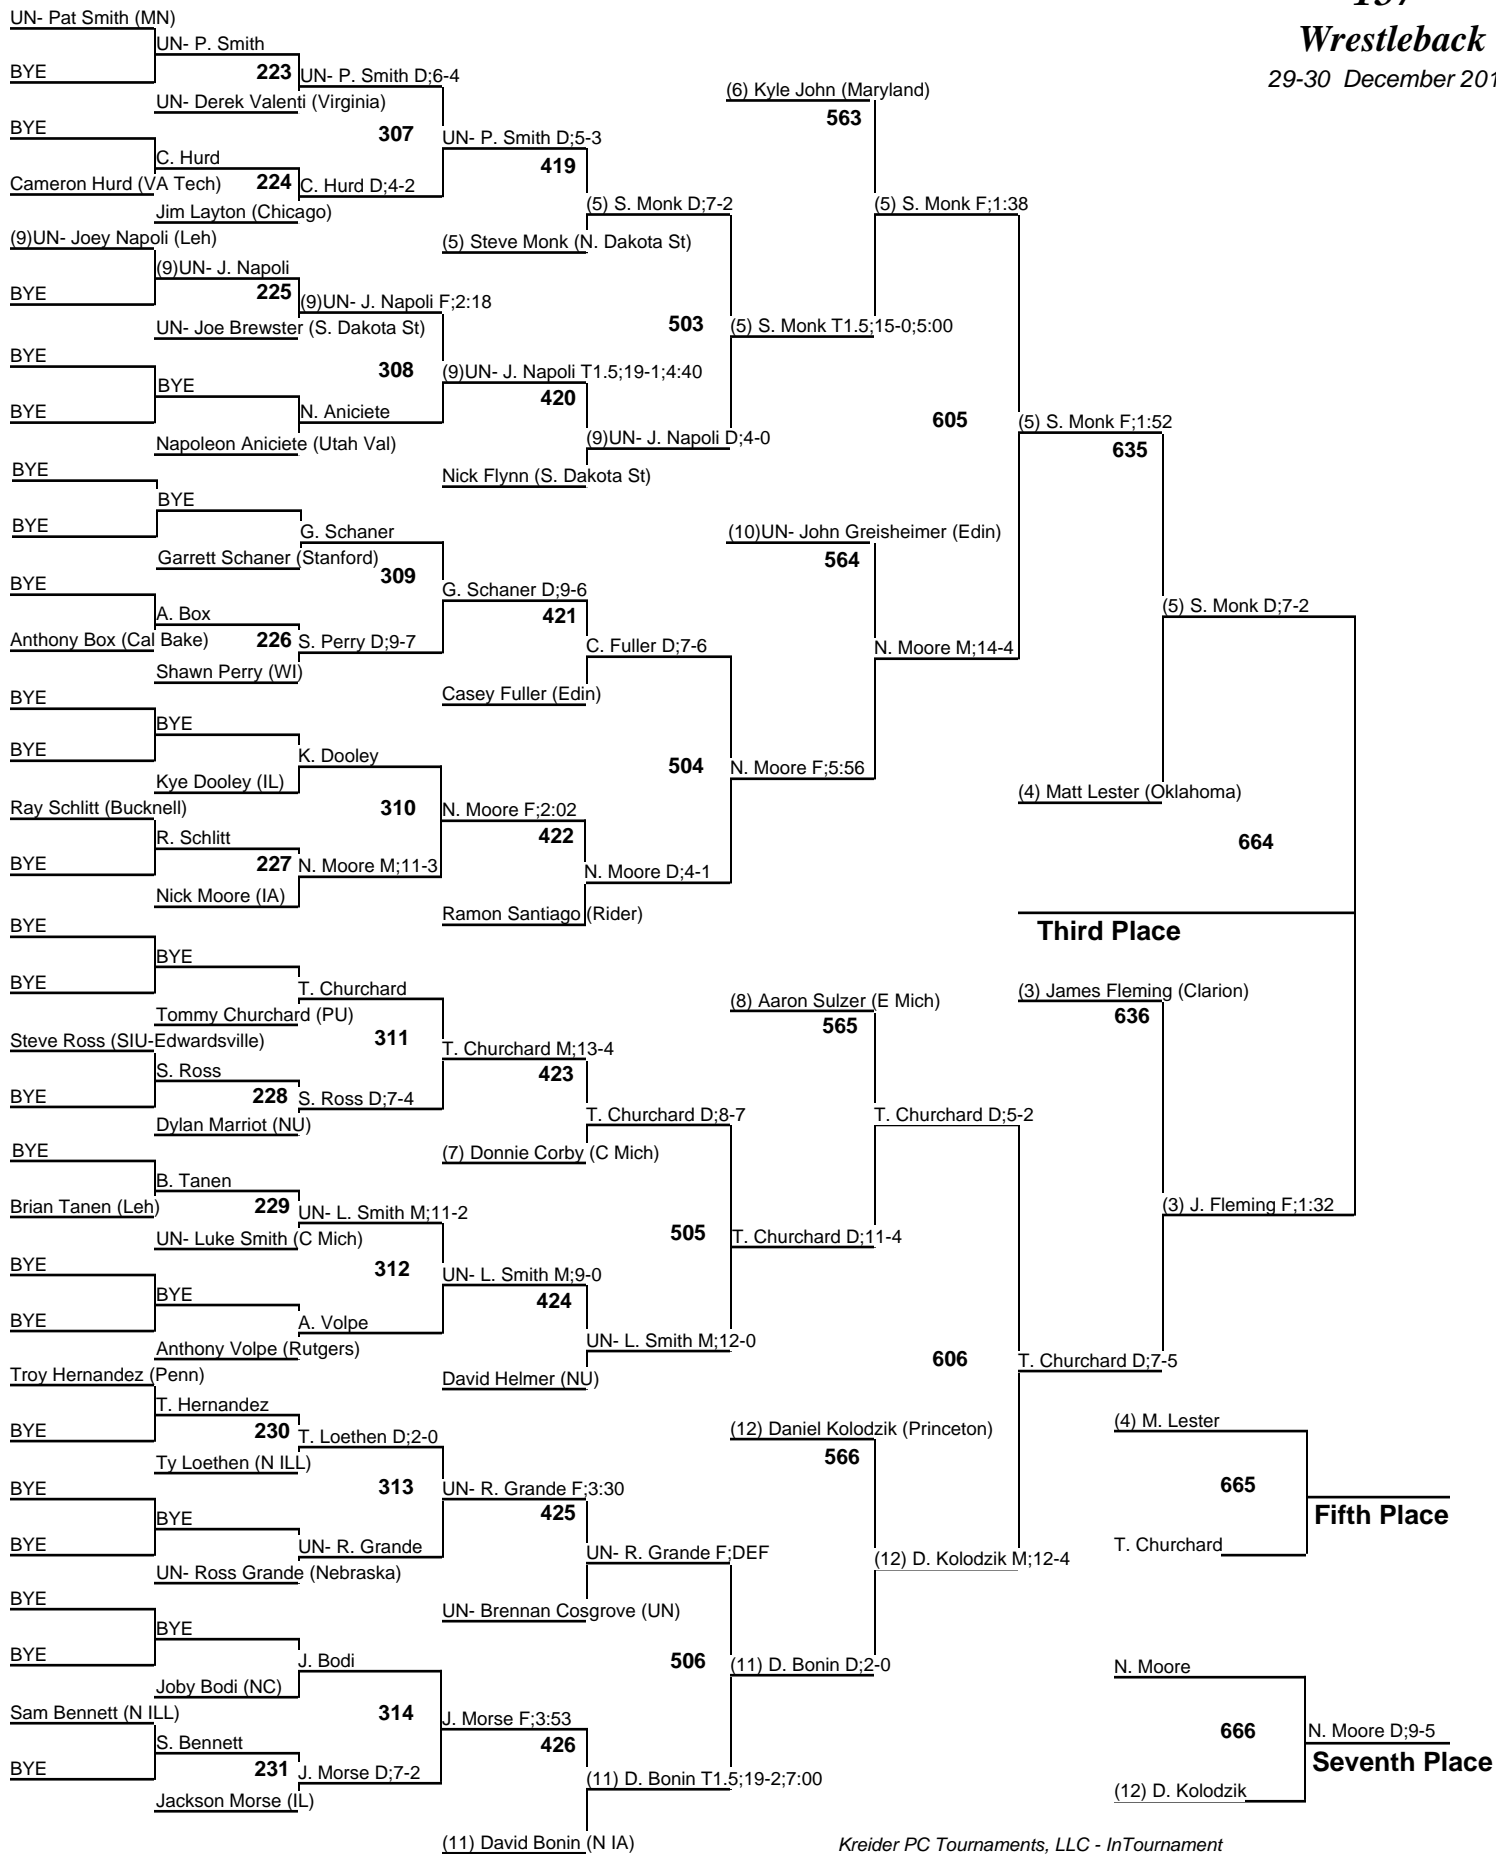 Wrestleback
UN- Pat Smith (MN)
UN- P. Smith
BYE
223
UN- P. Smith D;6-4
UN- Derek Valenti (Virginia)
BYE
307
UN- P. Smith D;5-3
C. Hurd
419
Cameron Hurd (VA Tech)
224
C. Hurd D;4-2
Jim Layton (Chicago)
(5) S. Monk D;7-2
(5) Steve Monk (N. Dakota St)
(9)UN- Joey Napoli (Leh)
(9)UN- J. Napoli
BYE
225
(9)UN- J. Napoli F;2:18
UN- Joe Brewster (S. Dakota St)
503
(5) S. Monk T1.5;15-0;5:00
BYE
308
(9)UN- J. Napoli T1.5;19-1;4:40
BYE
420
BYE
N. Aniciete
Napoleon Aniciete (Utah Val)
(9)UN- J. Napoli D;4-0
Nick Flynn (S. Dakota St)
(6) Kyle John (Maryland)
563
(5) S. Monk F;1:38
605
(5) S. Monk F;1:52
635
BYE
BYE
BYE
G. Schaner
Garrett Schaner (Stanford)
309
BYE
G. Schaner D;9-6
A. Box
421
Anthony Box (Cal Bake)
226
S. Perry D;9-7
Shawn Perry (WI)
C. Fuller D;7-6
Casey Fuller (Edin)
(10)UN- John Greisheimer (Edin)
564
N. Moore M;14-4
BYE
BYE
BYE
K. Dooley
Kye Dooley (IL)
504
N. Moore F;5:56
Ray Schlitt (Bucknell)
310
N. Moore F;2:02
R. Schlitt
422
BYE
227
N. Moore M;11-3
Nick Moore (IA)
N. Moore D;4-1
Ramon Santiago (Rider)
(5) S. Monk D;7-2
(4) Matt Lester (Oklahoma)
664
Third Place
BYE
BYE
BYE
T. Churchard
Tommy Churchard (PU)
Steve Ross (SIU-Edwardsville)
311
T. Churchard M;13-4
S. Ross
423
BYE
228
S. Ross D;7-4
Dylan Marriot (NU)
T. Churchard D;8-7
(7) Donnie Corby (C Mich)
(8) Aaron Sulzer (E Mich)
565
T. Churchard D;5-2
(3) James Fleming (Clarion)
636
BYE
B. Tanen
Brian Tanen (Leh)
229
UN- L. Smith M;11-2
UN- Luke Smith (C Mich)
505
T. Churchard D;11-4
(3) J. Fleming F;1:32
BYE
312
UN- L. Smith M;9-0
BYE
424
BYE
A. Volpe
Anthony Volpe (Rutgers)
UN- L. Smith M;12-0
David Helmer (NU)
606
T. Churchard D;7-5
Troy Hernandez (Penn)
T. Hernandez
BYE
230
T. Loethen D;2-0
Ty Loethen (N ILL)
(12) Daniel Kolodzik (Princeton)
566
(4) M. Lester
665
Fifth Place
T. Churchard
BYE
313
UN- R. Grande F;3:30
BYE
425
BYE
UN- R. Grande
UN- Ross Grande (Nebraska)
UN- R. Grande F;DEF
(12) D. Kolodzik M;12-4
UN- Brennan Cosgrove (UN)
BYE
BYE
BYE
J. Bodi
Joby Bodi (NC)
506
(11) D. Bonin D;2-0
Sam Bennett (N ILL)
314
J. Morse F;3:53
S. Bennett
426
BYE
231
J. Morse D;7-2
Jackson Morse (IL)
(11) D. Bonin T1.5;19-2;7:00
(11) David Bonin (N IA)
N. Moore
666
N. Moore D;9-5
Seventh Place
(12) D. Kolodzik
Kreider PC Tournaments, LLC - InTournament